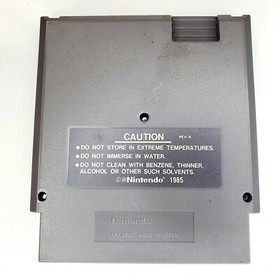 CAUTION
REV-A
●DO NOT STORE IN EXTREME TEMPERATURES.
●DO NOT IMMERSE IN WATER.
●DO NOT CLEAN WITH BENZENE, THINNER,
ALCOHOL OR OTHER SUCH SOLVENTS.
©®Nintendo® 1985
Nintendo
MADE IN JAPAN